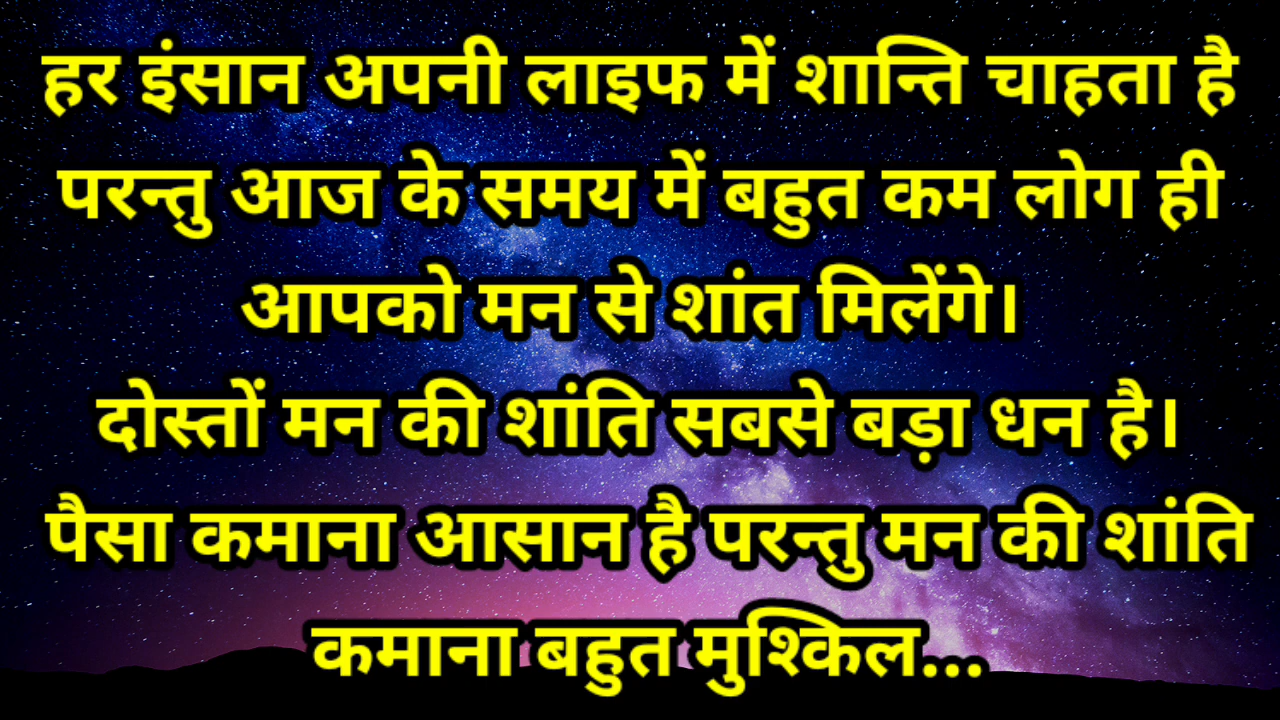 हर इंसान अपनी लाइफ में शान्ति चाहता है
परन्तु आज के समय में बहुत कम लोग ही
आपको मन से शांत मिलेंगे।
दोस्तों मन की शांति सबसे बड़ा धन है।
पैसा कमाना आसान है परन्तु मन की शांति
कमाना बहुत मुश्किल...